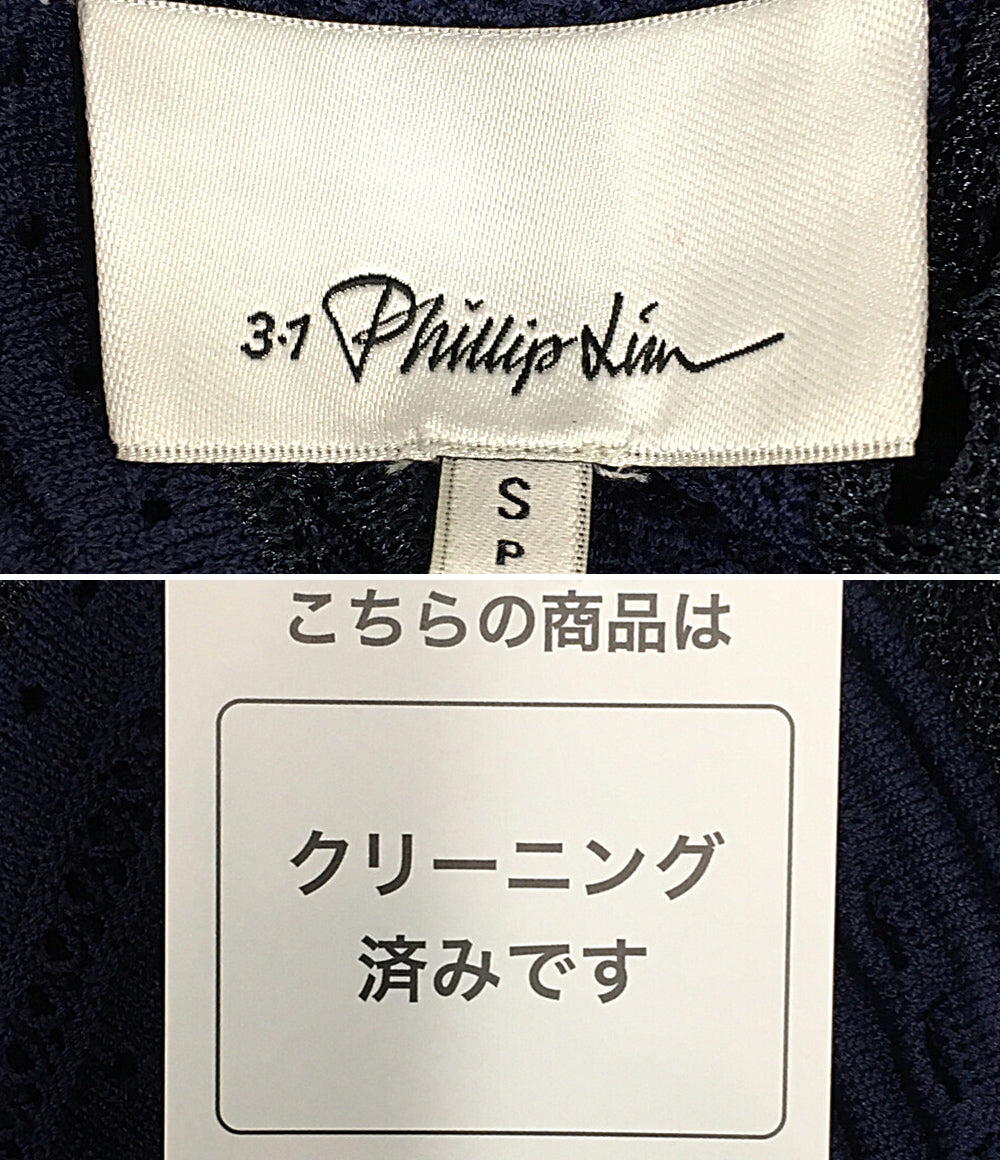 3.1 Phillip Lim
S
P
こちらの商品は
クリーニング
済みです